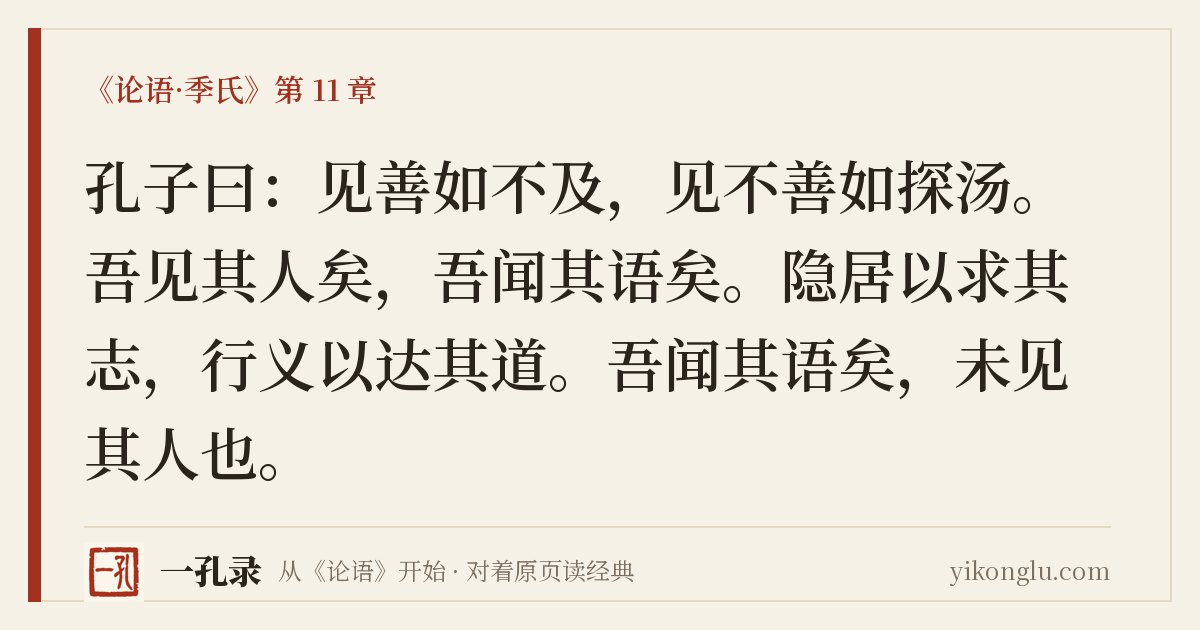 《论语·季氏》第 11 章
孔子曰：见善如不及，见不善如探汤。
吾见其人矣，吾闻其语矣。隐居以求其
志，行义以达其道。吾闻其语矣，未见
其人也。
一孔
一孔录 从《论语》开始 · 对着原页读经典 yikonglu.com